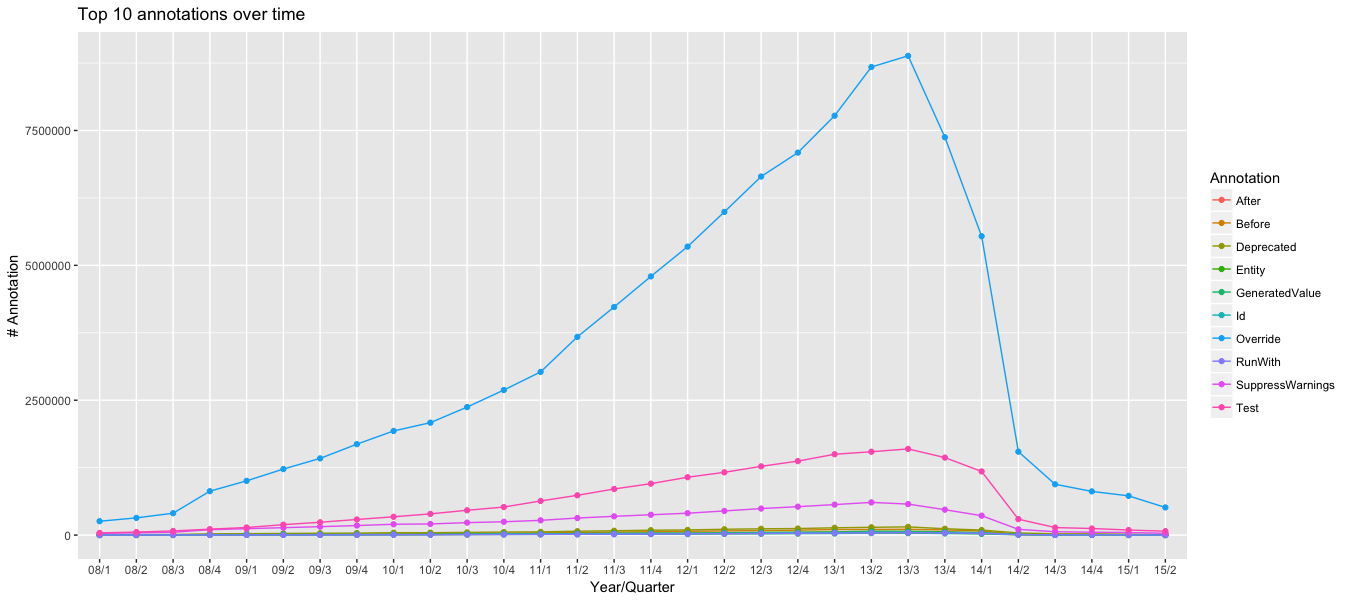 Top 10 annotations over time
# Annotation
7500000
5000000
2500000
0
08/1 08/2 08/3 08/4 09/1 09/2 09/3 09/4 10/1 10/2 10/3 10/4 11/1 11/2 11/3 11/4 12/1 12/2 12/3 12/4 13/1 13/2 13/3 13/4 14/1 14/2 14/3 14/4 15/1 15/2
Year/Quarter
Annotation
After
Before
Deprecated
Entity
GeneratedValue
Id
Override
RunWith
SuppressWarnings
Test